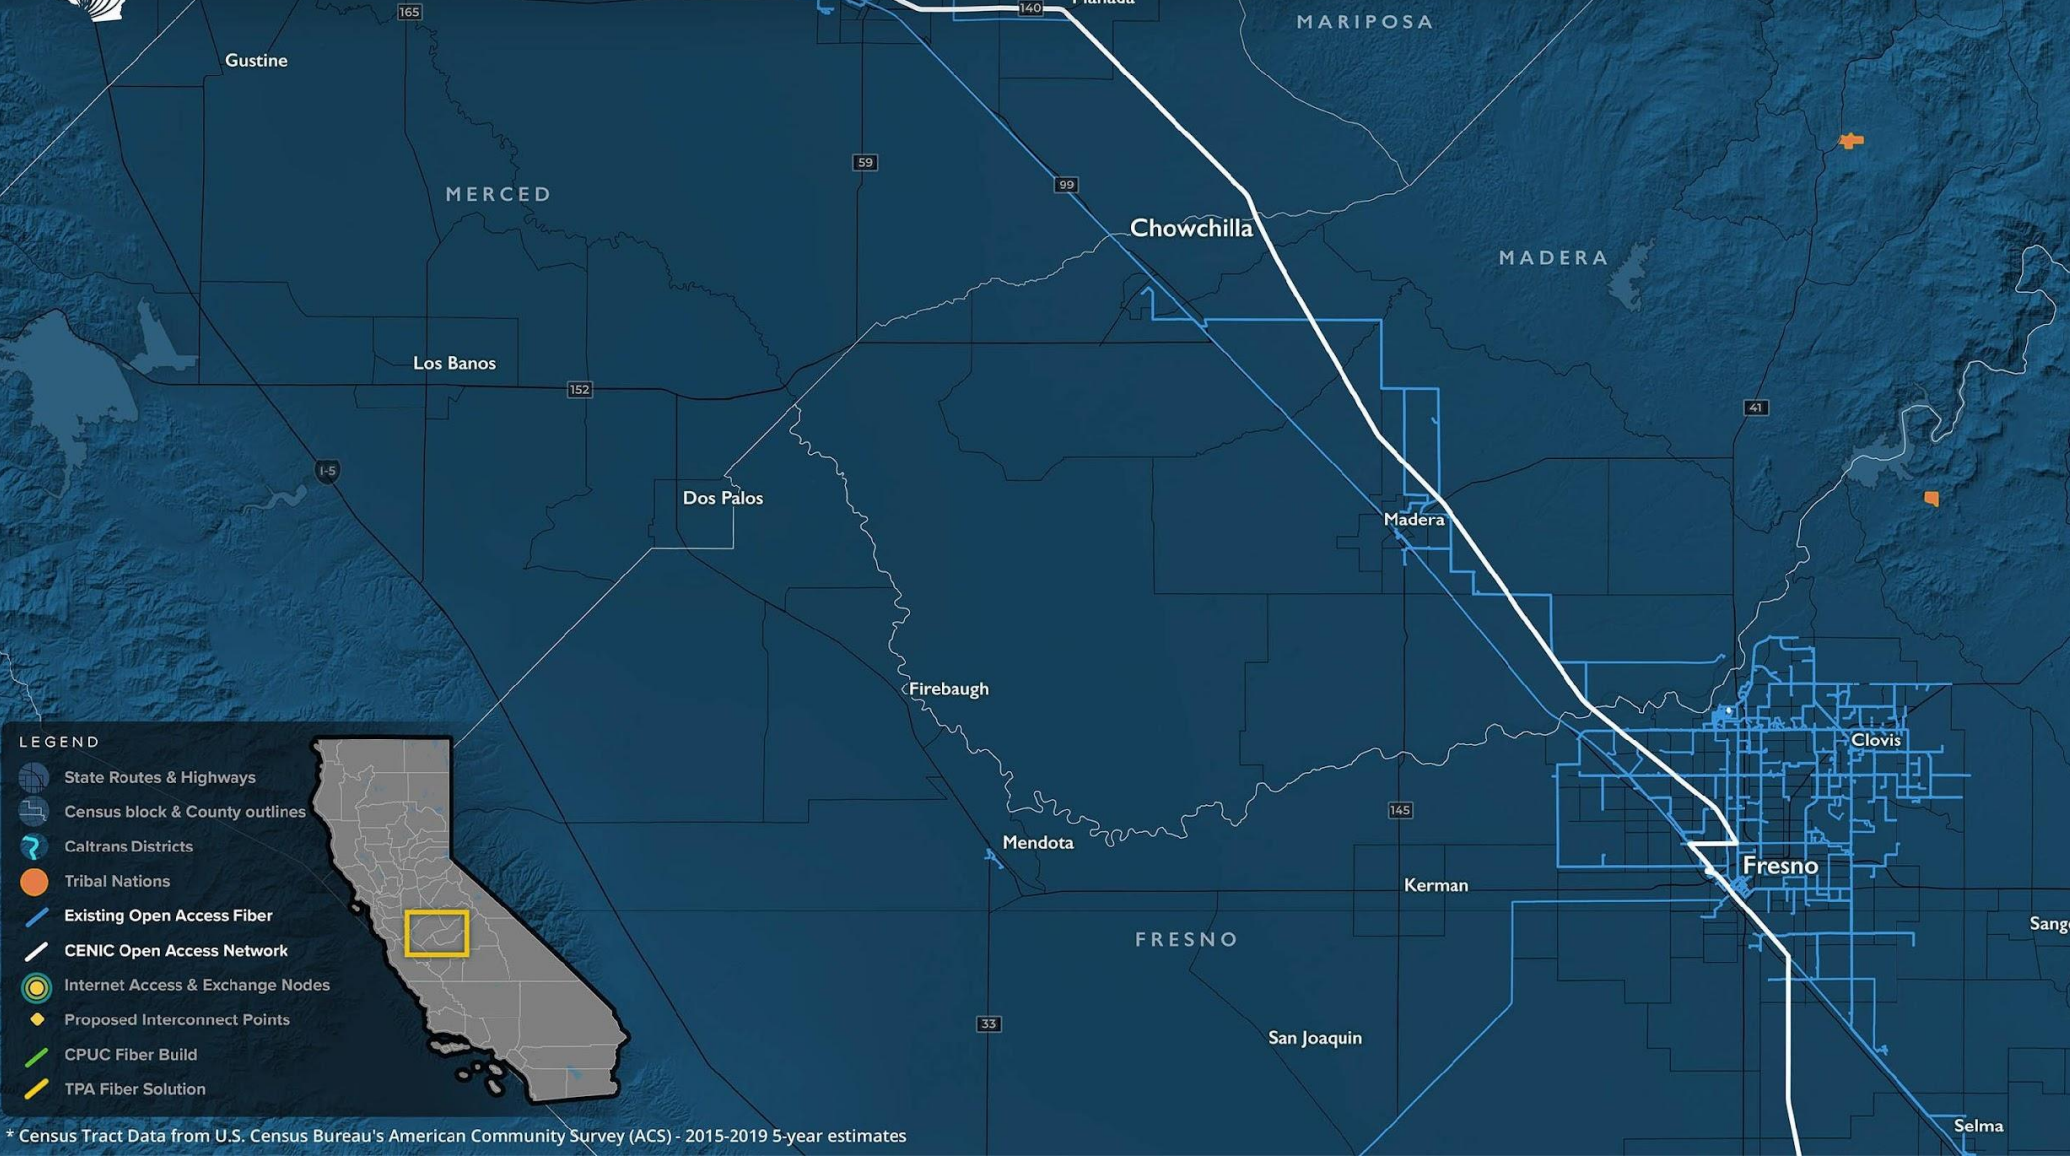 165
140
MARIPOSA
Gustine
59
99
MERCED
Chowchilla
MADERA
Los Banos
152
41
I-5
Dos Palos
Madera
Firebaugh
Clovis
145
Mendota
Fresno
Kerman
FRESNO
33
San Joaquin
Selma
LEGEND
State Routes & Highways
Census block & County outlines
Caltrans Districts
Tribal Nations
Existing Open Access Fiber
CENIC Open Access Network
Internet Access & Exchange Nodes
Proposed Interconnect Points
CPUC Fiber Build
TPA Fiber Solution
* Census Tract Data from U.S. Census Bureau's American Community Survey (ACS) - 2015-2019 5-year estimates